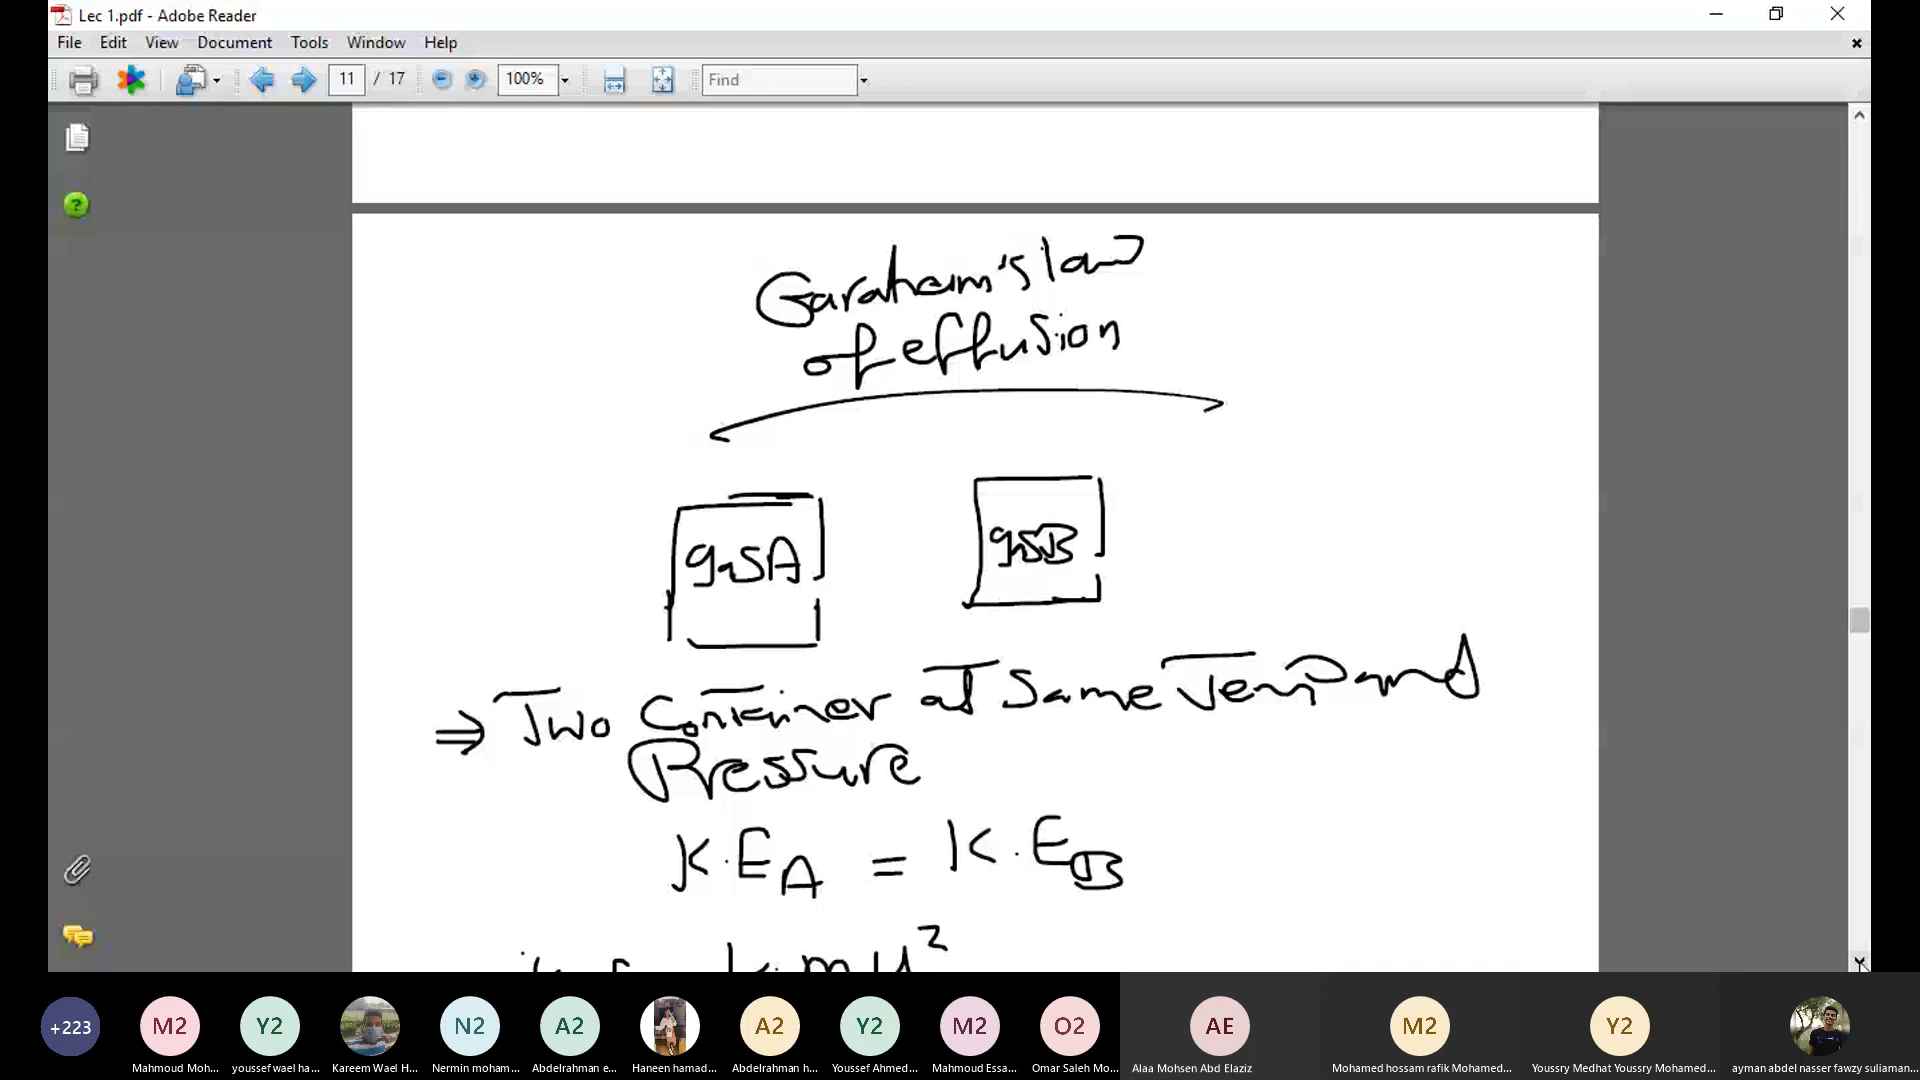 Lec 1.pdf - Adobe Reader
File Edit View Document Tools Window Help
11 / 17 100% Find
Garaham's law
of effusion
gas A gas B
⇒ Two Container at Same Temp and
Pressure
K.E_A = K.E_B
+223 M2 Y2 N2 A2 A2 Y2 M2 O2 AE M2 Y2
Mahmoud Moh... youssef wael ha... Kareem Wael H... Nermin moham... Abdelrahman e... Haneen hamad... Abdelrahman h... Youssef Ahmed... Mahmoud Essa... Omar Saleh Mo... Alaa Mohsen Abd Elaziz Mohamed hossam rafik Mohamed... Youssry Medhat Youssry Mohamed... ayman abdel nasser fawzy suliaman...